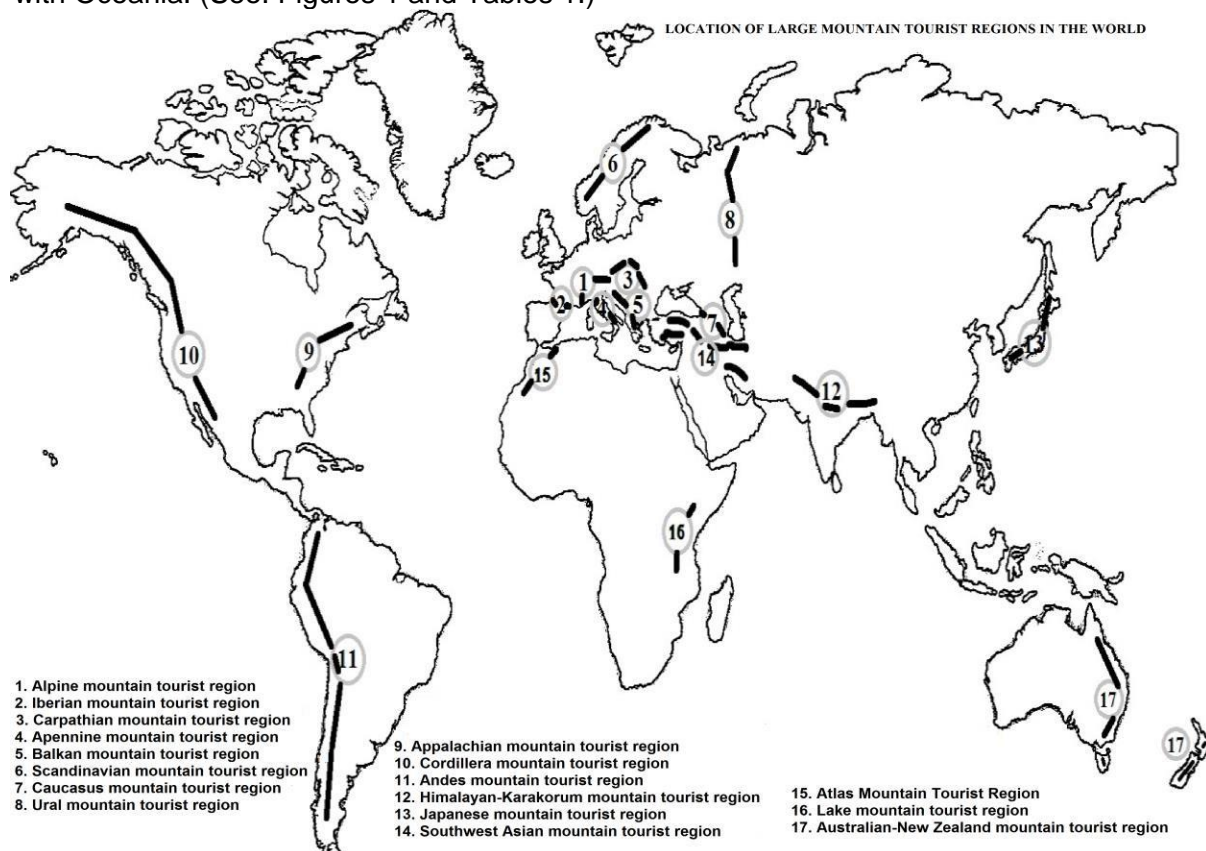 with Oceania. (See: Figures 1 and Tables 1.)
LOCATION OF LARGE MOUNTAIN TOURIST REGIONS IN THE WORLD
6
8
1
3
2
4
5
7
10
9
14
13
15
12
16
11
17
17
1. Alpine mountain tourist region
2. Iberian mountain tourist region
3. Carpathian mountain tourist region
4. Apennine mountain tourist region
5. Balkan mountain tourist region
6. Scandinavian mountain tourist region
7. Caucasus mountain tourist region
8. Ural mountain tourist region
9. Appalachian mountain tourist region
10. Cordillera mountain tourist region
11. Andes mountain tourist region
12. Himalayan-Karakorum mountain tourist region
13. Japanese mountain tourist region
14. Southwest Asian mountain tourist region
15. Atlas Mountain Tourist Region
16. Lake mountain tourist region
17. Australian-New Zealand mountain tourist region